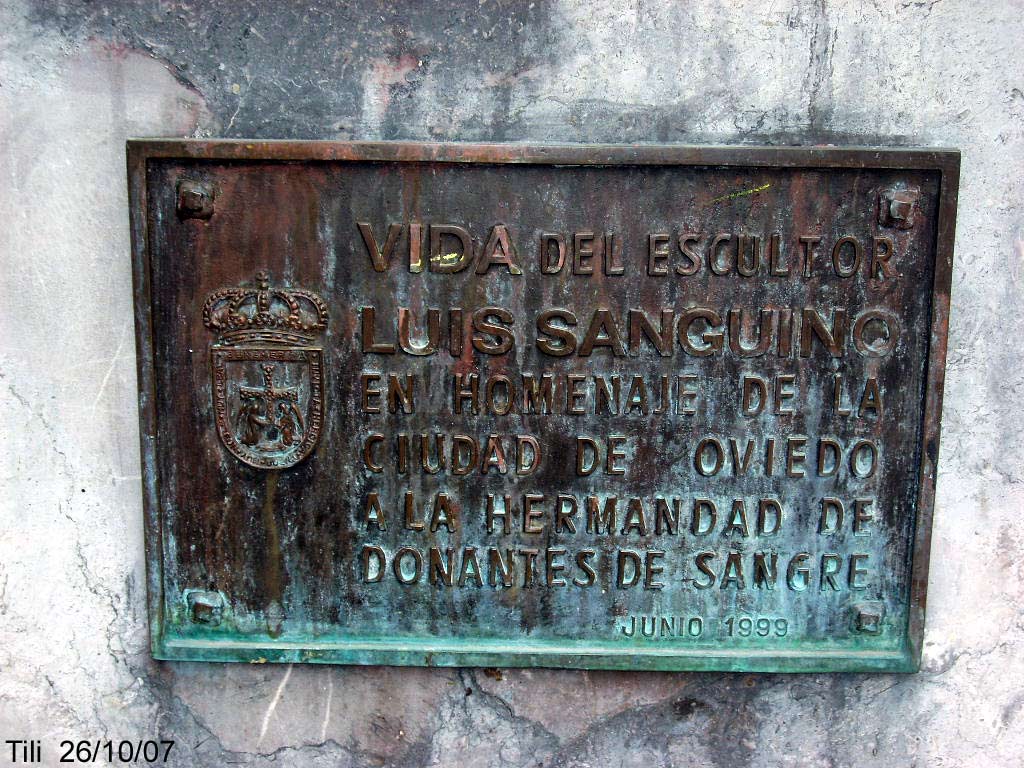 VIDA DEL ESCULTOR
LUIS SANGUINO
EN HOMENAJE DE LA
CIUDAD DE OVIEDO
A LA HERMANDAD DE
DONANTES DE SANGRE
JUNIO 1999
Tili 26/10/07